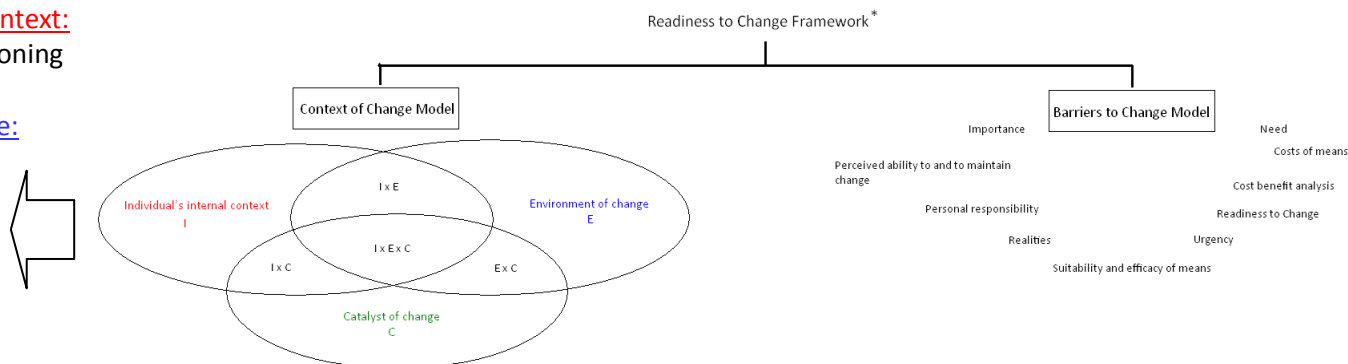 ontext:
oning
e:
Readiness to Change Framework*
Context of Change Model
I x E
Individual's internal context
I
Environment of change
E
I x E x C
I x C
E x C
Catalyst of change
C
Barriers to Change Model
Importance
Need
Costs of means
Perceived ability to and to maintain
change
Cost benefit analysis
Personal responsibility
Readiness to Change
Realities
Urgency
Suitability and efficacy of means